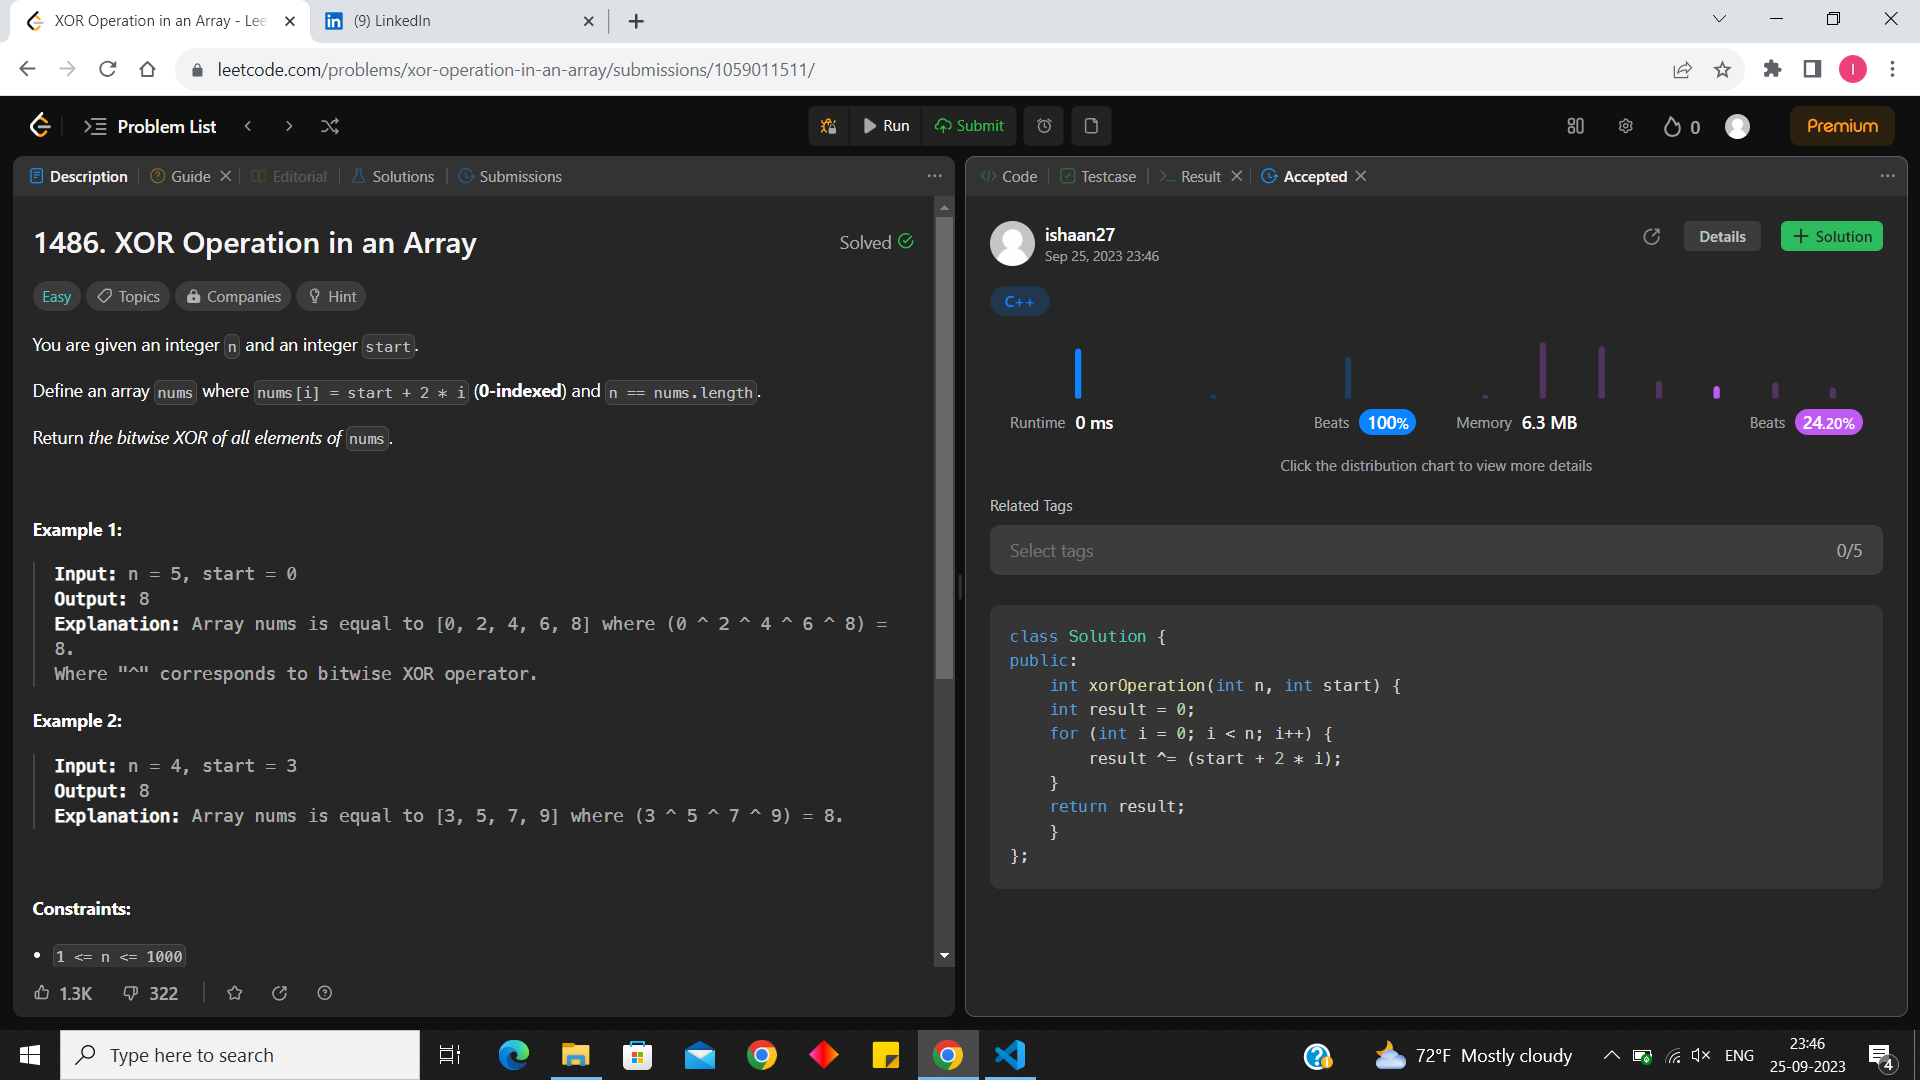 XOR Operation in an Array - Lee
(9) LinkedIn
leetcode.com/problems/xor-operation-in-an-array/submissions/1059011511/
I
Problem List
Run
Submit
0
Premium
Description
Guide
Editorial
Solutions
Submissions
Code
Testcase
Result
Accepted
1486. XOR Operation in an Array
Solved
Easy
Topics
Companies
Hint
You are given an integer n and an integer start.
Define an array nums where nums[i] = start + 2 * i (0-indexed) and n == nums.length.
Return the bitwise XOR of all elements of nums.
Example 1:
Input: n = 5, start = 0
Output: 8
Explanation: Array nums is equal to [0, 2, 4, 6, 8] where (0 ^ 2 ^ 4 ^ 6 ^ 8) =
8.
Where "^" corresponds to bitwise XOR operator.
Example 2:
Input: n = 4, start = 3
Output: 8
Explanation: Array nums is equal to [3, 5, 7, 9] where (3 ^ 5 ^ 7 ^ 9) = 8.
Constraints:
• 1 <= n <= 1000
1.3K
322
ishaan27
Sep 25, 2023 23:46
Details
+ Solution
C++
Runtime 0 ms
Beats 100%
Memory 6.3 MB
Beats 24.20%
Click the distribution chart to view more details
Related Tags
Select tags
0/5
class Solution {
public:
int xorOperation(int n, int start) {
int result = 0;
for (int i = 0; i < n; i++) {
result ^= (start + 2 * i);
}
return result;
}
};
Type here to search
72°F Mostly cloudy
ENG
23:46
25-09-2023
4